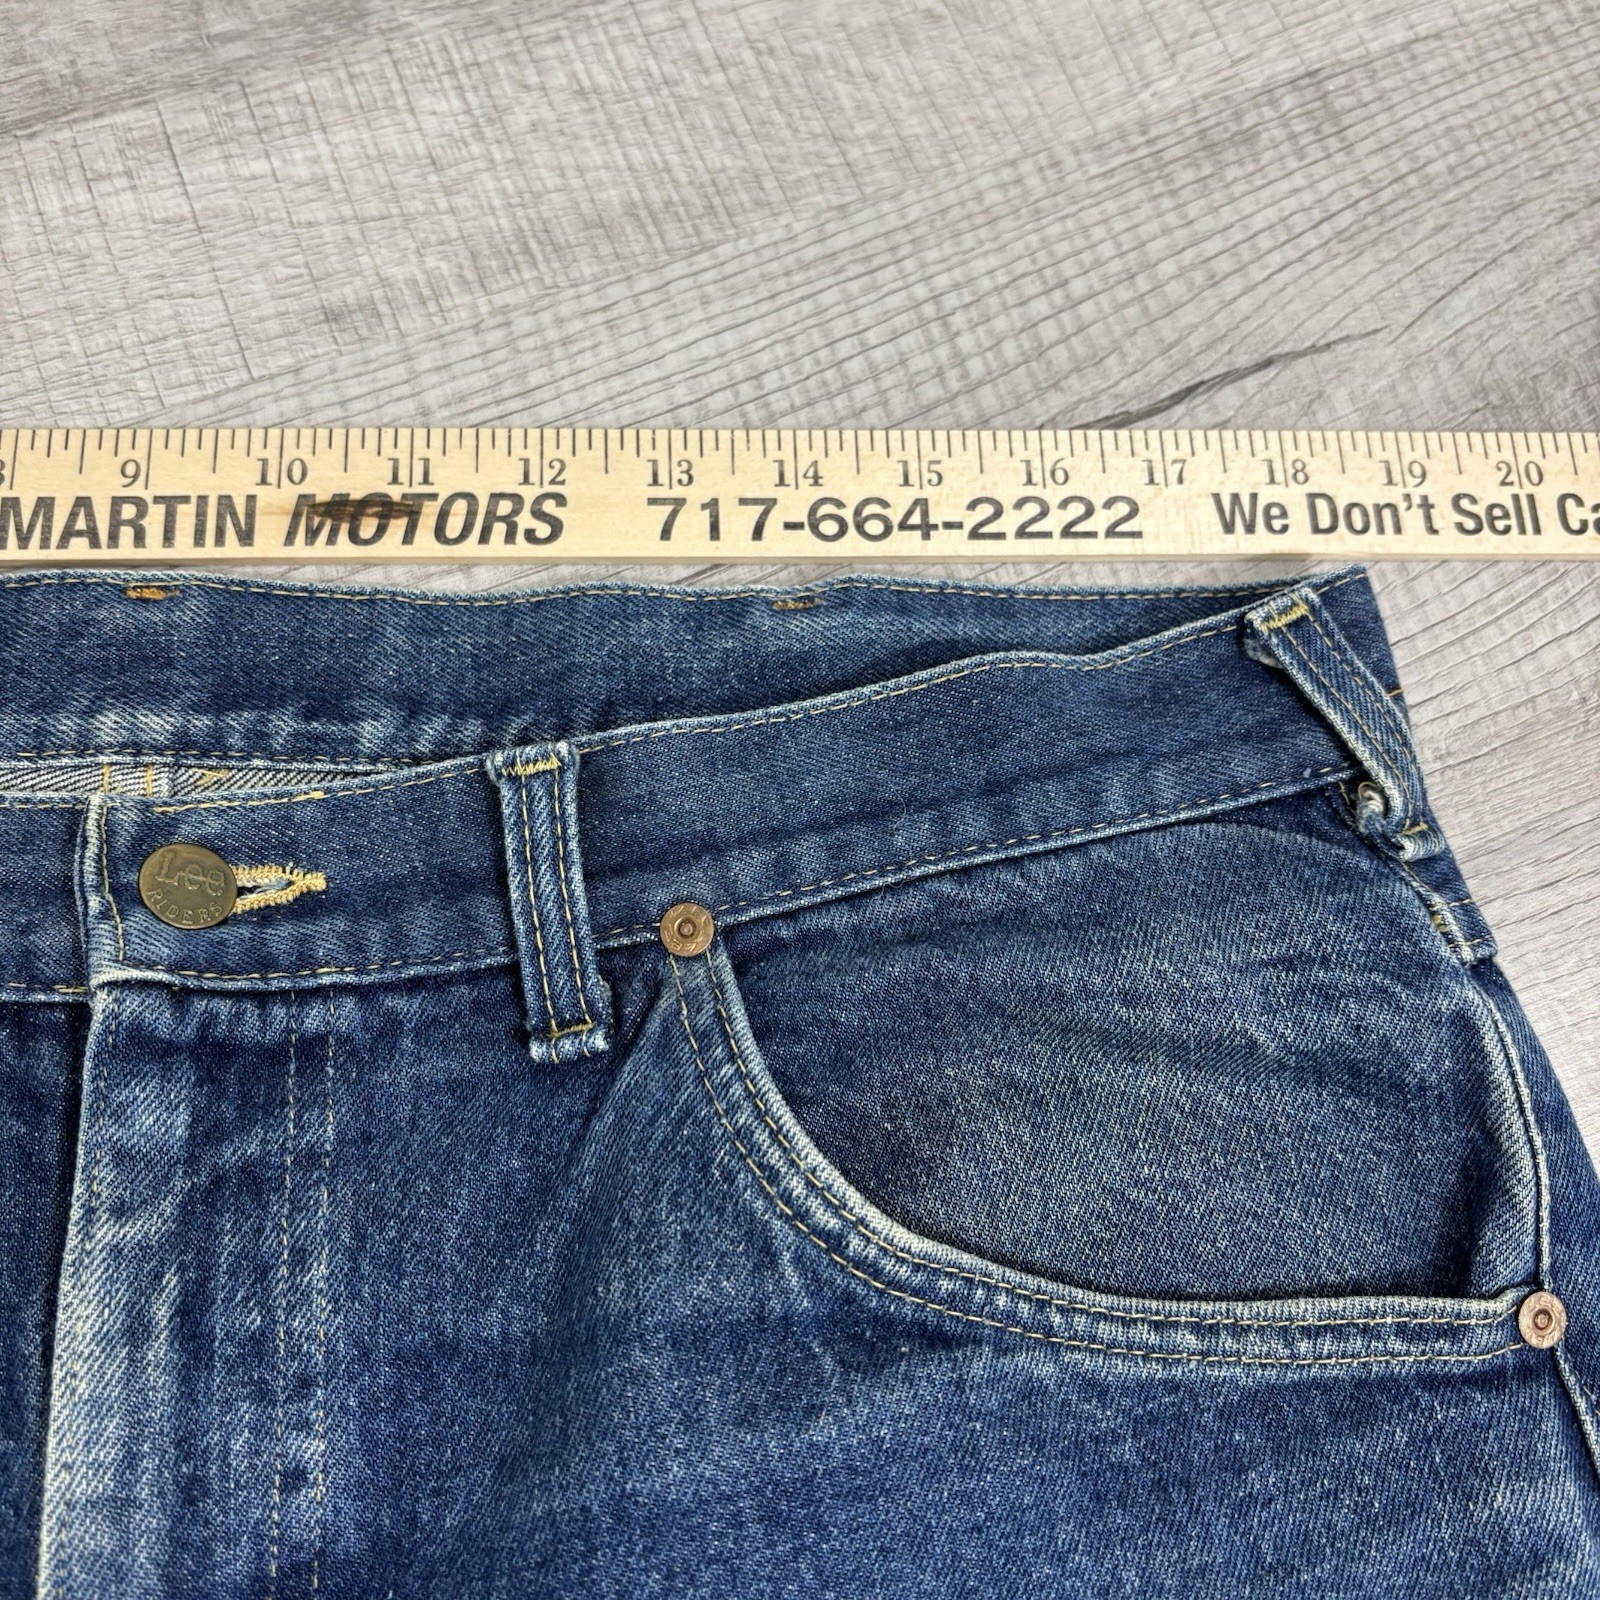 8 9 10 11 12 13 14 15 16 17 18 19 20
MARTIN MOTORS 717-664-2222 We Don't Sell Ca
Lee
RIDERS